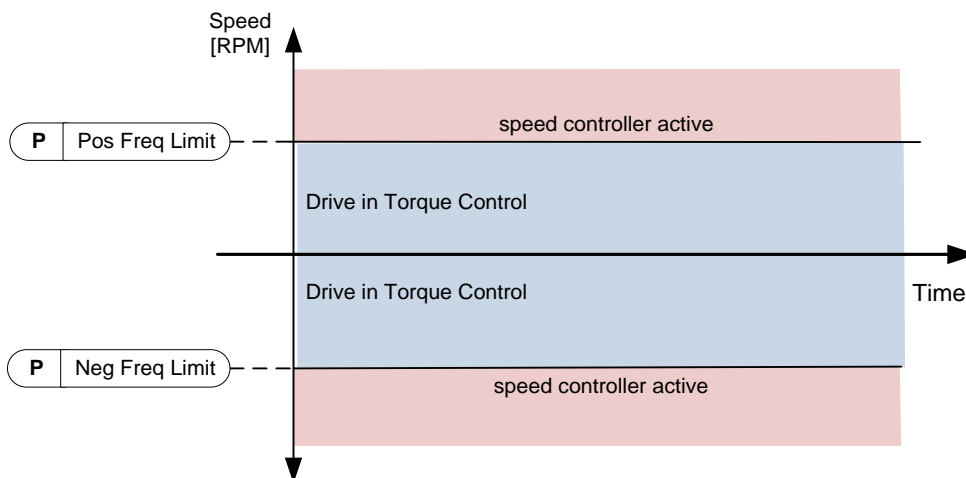 Speed
[RPM]
speed controller active
P Pos Freq Limit
Drive in Torque Control
Drive in Torque Control
Time
P Neg Freq Limit
speed controller active